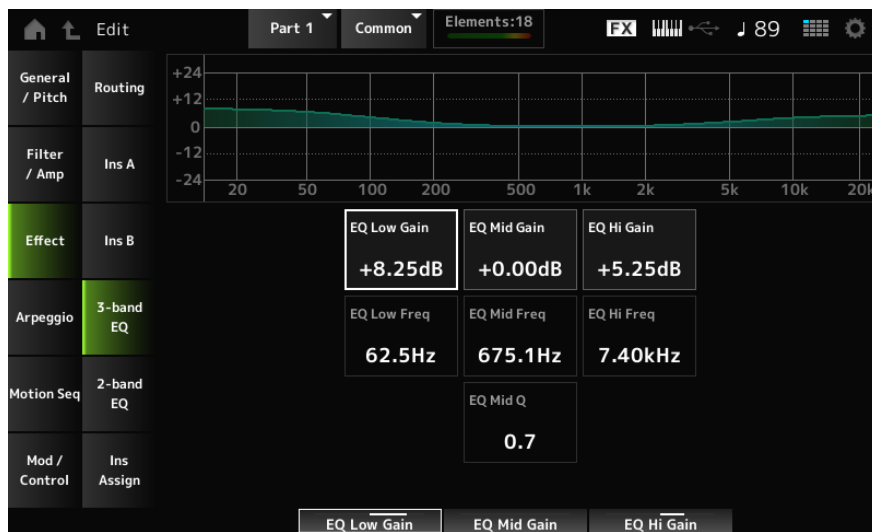 Edit
Part 1
Common
Elements:18
FX
♩ 89
General
/ Pitch
Filter
/ Amp
Effect
Arpeggio
Motion Seq
Mod /
Control
Routing
Ins A
Ins B
3-band
EQ
2-band
EQ
Ins
Assign
+24
+12
0
-12
-24
20 50 100 200 500 1k 2k 5k 10k 20k
EQ Low Gain
+8.25dB
EQ Mid Gain
+0.00dB
EQ Hi Gain
+5.25dB
EQ Low Freq
62.5Hz
EQ Mid Freq
675.1Hz
EQ Hi Freq
7.40kHz
EQ Mid Q
0.7
EQ Low Gain
EQ Mid Gain
EQ Hi Gain